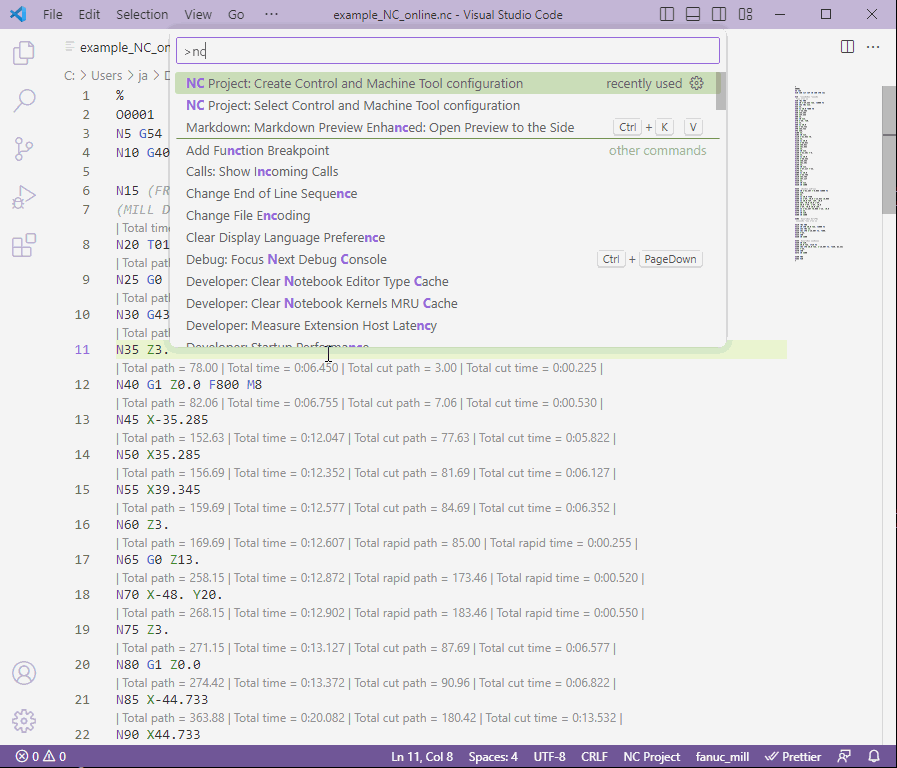 File Edit Selection View Go ··· example_NC_online.nc - Visual Studio Code
>nc
example_NC_on
C: > Users > ja > D
NC Project: Create Control and Machine Tool configuration recently used
NC Project: Select Control and Machine Tool configuration
Markdown: Markdown Preview Enhanced: Open Preview to the Side Ctrl + K V
Add Function Breakpoint other commands
Calls: Show Incoming Calls
Change End of Line Sequence
Change File Encoding
Clear Display Language Preference
Debug: Focus Next Debug Console Ctrl + PageDown
Developer: Clear Notebook Editor Type Cache
Developer: Clear Notebook Kernels MRU Cache
Developer: Measure Extension Host Latency
Developer: Startup Performance
1 %
2 O0001
3 N5 G54
4 N10 G40
5
6 N15 (FR
7 (MILL D
| Total time
8 N20 T01
| Total path
9 N25 G0
| Total path
10 N30 G43
| Total path
11 N35 Z3.
| Total path = 78.00 | Total time = 0:06.450 | Total cut path = 3.00 | Total cut time = 0:00.225 |
12 N40 G1 Z0.0 F800 M8
| Total path = 82.06 | Total time = 0:06.755 | Total cut path = 7.06 | Total cut time = 0:00.530 |
13 N45 X-35.285
| Total path = 152.63 | Total time = 0:12.047 | Total cut path = 77.63 | Total cut time = 0:05.822 |
14 N50 X35.285
| Total path = 156.69 | Total time = 0:12.352 | Total cut path = 81.69 | Total cut time = 0:06.127 |
15 N55 X39.345
| Total path = 159.69 | Total time = 0:12.577 | Total cut path = 84.69 | Total cut time = 0:06.352 |
16 N60 Z3.
| Total path = 169.69 | Total time = 0:12.607 | Total rapid path = 85.00 | Total rapid time = 0:00.255 |
17 N65 G0 Z13.
| Total path = 258.15 | Total time = 0:12.872 | Total rapid path = 173.46 | Total rapid time = 0:00.520 |
18 N70 X-48. Y20.
| Total path = 268.15 | Total time = 0:12.902 | Total rapid path = 183.46 | Total rapid time = 0:00.550 |
19 N75 Z3.
| Total path = 271.15 | Total time = 0:13.127 | Total cut path = 87.69 | Total cut time = 0:06.577 |
20 N80 G1 Z0.0
| Total path = 274.42 | Total time = 0:13.372 | Total cut path = 90.96 | Total cut time = 0:06.822 |
21 N85 X-44.733
| Total path = 363.88 | Total time = 0:20.082 | Total cut path = 180.42 | Total cut time = 0:13.532 |
22 N90 X44.733
0 0 Ln 11, Col 8 Spaces: 4 UTF-8 CRLF NC Project fanuc_mill Prettier